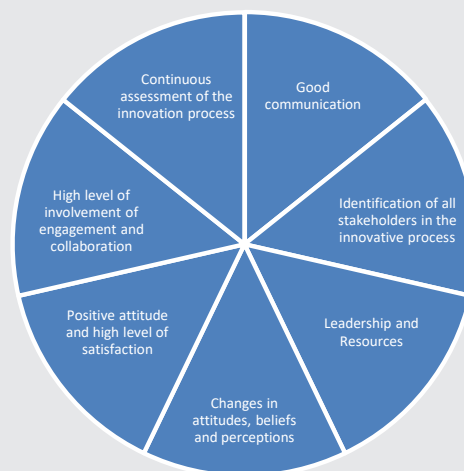 Good
communication
Identification of all
stakeholders in the
innovative process
Leadership and
Resources
Changes in
attitudes, beliefs
and perceptions
Positive attitude
and high level of
satisfaction
High level of
involvement of
engagement and
collaboration
Continuous
assessment of the
innovation process